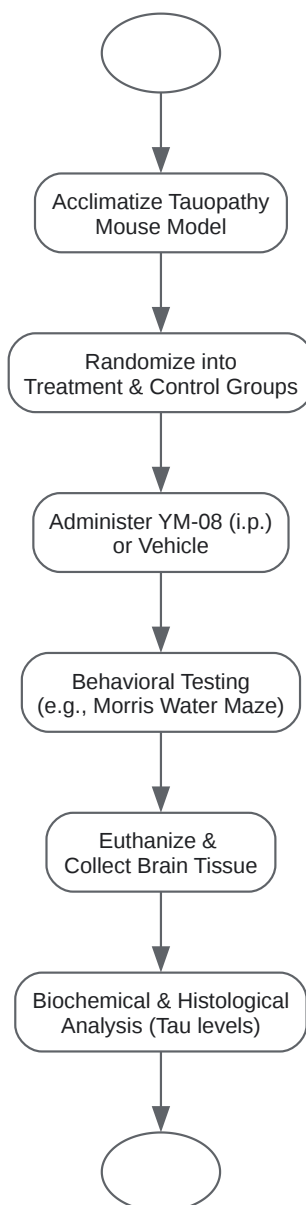 Acclimatize Tauopathy
Mouse Model
Randomize into
Treatment & Control Groups
Administer YM-08 (i.p.)
or Vehicle
Behavioral Testing
(e.g., Morris Water Maze)
Euthanize &
Collect Brain Tissue
Biochemical & Histological
Analysis (Tau levels)